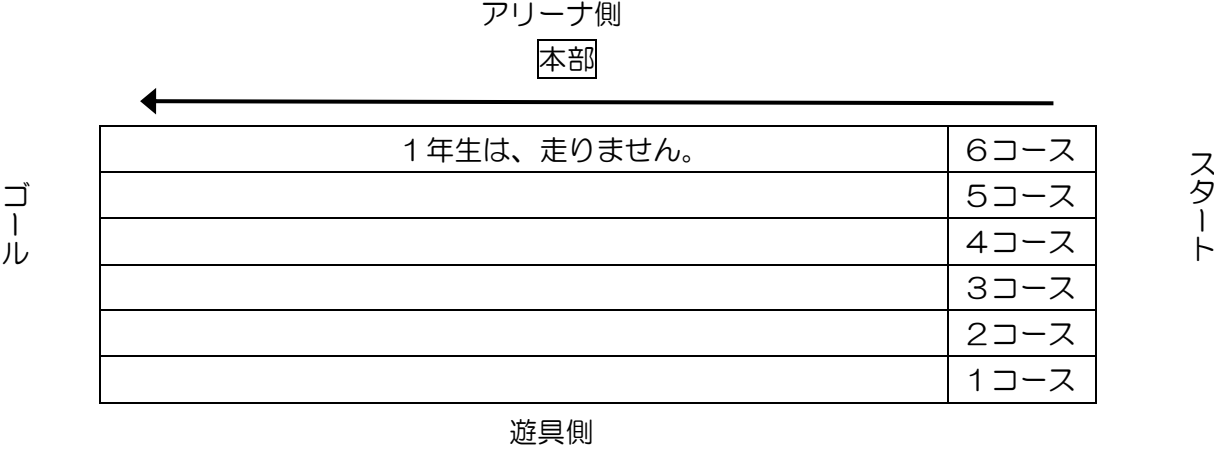 アリーナ側
本部
１年生は、走りません。
６コース
５コース
４コース
３コース
２コース
１コース
ゴール
スタート
遊具側